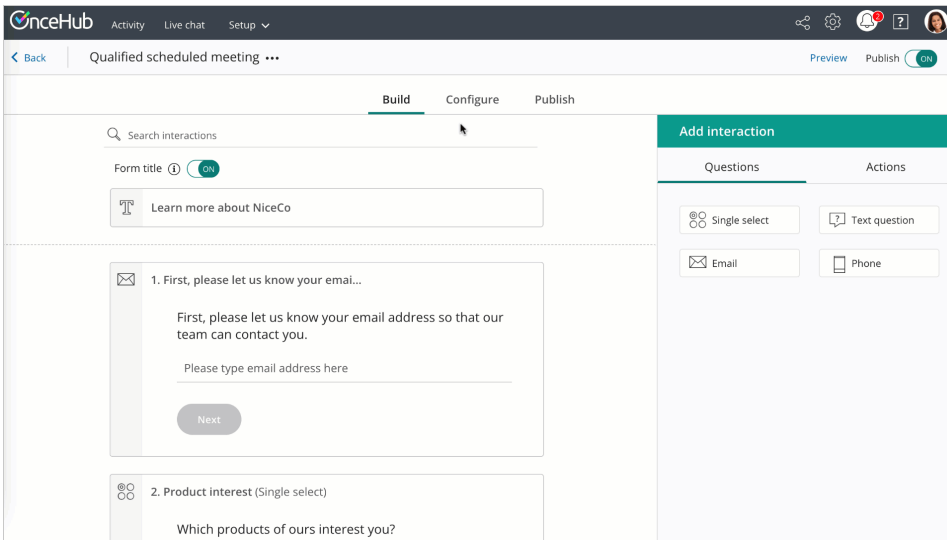 OnceHub Activity Live chat Setup 2 ?
Back Qualified scheduled meeting ••• Preview Publish ON
Build Configure Publish
Search interactions
Form title i ON
T Learn more about NiceCo
Add interaction
Questions Actions
Single select ? Text question
Email Phone
1. First, please let us know your emai...
First, please let us know your email address so that our
team can contact you.
Please type email address here
Next
2. Product interest (Single select)
Which products of ours interest you?